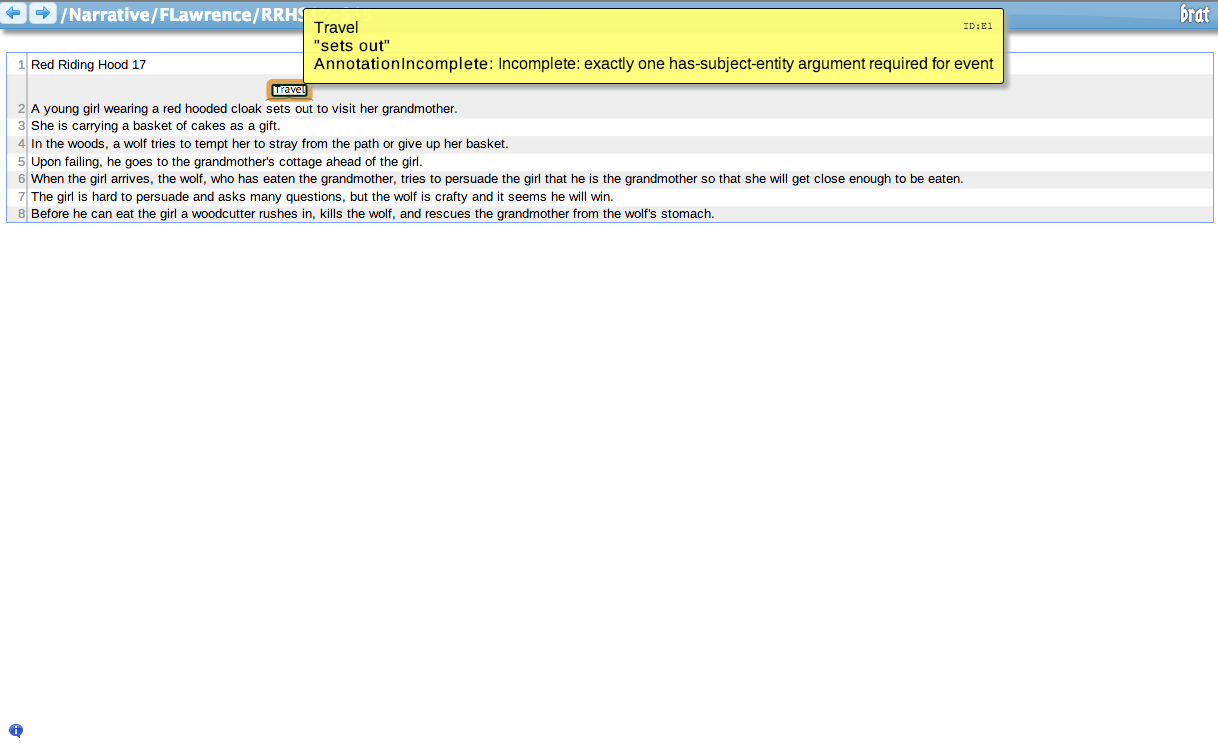 /Narrative/FLawrence/RRHS
brat
Travel
ID:E1
"sets out"
AnnotationIncomplete: Incomplete: exactly one has-subject-entity argument required for event
1 Red Riding Hood 17
Travel
2 A young girl wearing a red hooded cloak sets out to visit her grandmother.
3 She is carrying a basket of cakes as a gift.
4 In the woods, a wolf tries to tempt her to stray from the path or give up her basket.
5 Upon failing, he goes to the grandmother's cottage ahead of the girl.
6 When the girl arrives, the wolf, who has eaten the grandmother, tries to persuade the girl that he is the grandmother so that she will get close enough to be eaten.
7 The girl is hard to persuade and asks many questions, but the wolf is crafty and it seems he will win.
8 Before he can eat the girl a woodcutter rushes in, kills the wolf, and rescues the grandmother from the wolf's stomach.